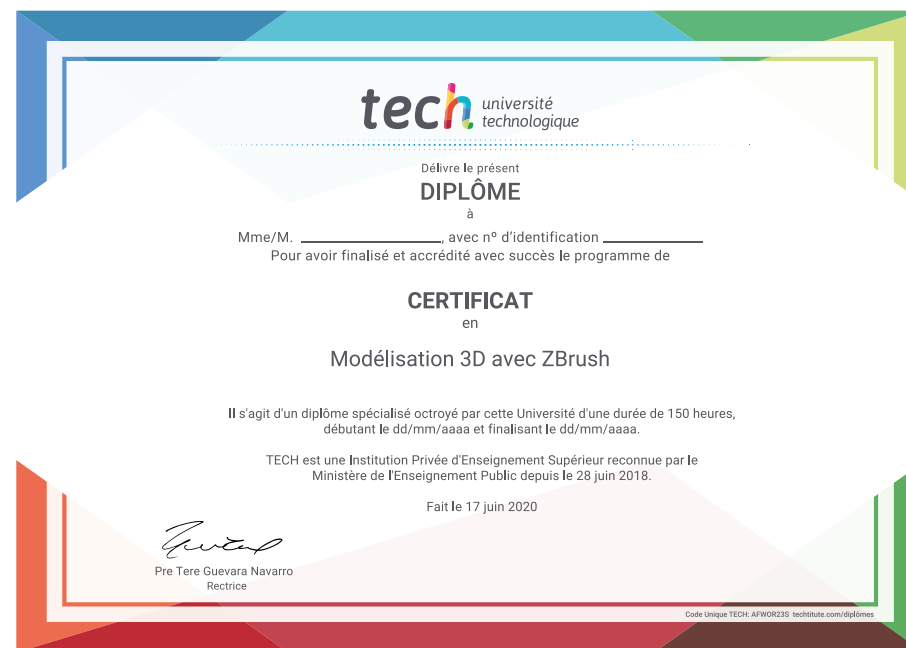 tech université
technologique
Délivre le présent
DIPLÔME
à
Mme/M. ____________________, avec nº d'identification ______________
Pour avoir finalisé et accrédité avec succès le programme de
CERTIFICAT
en
Modélisation 3D avec ZBrush
Il s'agit d'un diplôme spécialisé octroyé par cette Université d'une durée de 150 heures,
débutant le dd/mm/aaaa et finalisant le dd/mm/aaaa.
TECH est une Institution Privée d'Enseignement Supérieur reconnue par le
Ministère de l'Enseignement Public depuis le 28 juin 2018.
Fait le 17 juin 2020
Pre Tere Guevara Navarro
Rectrice
Code Unique TECH: AFWOR23S techtitute.com/diplômes